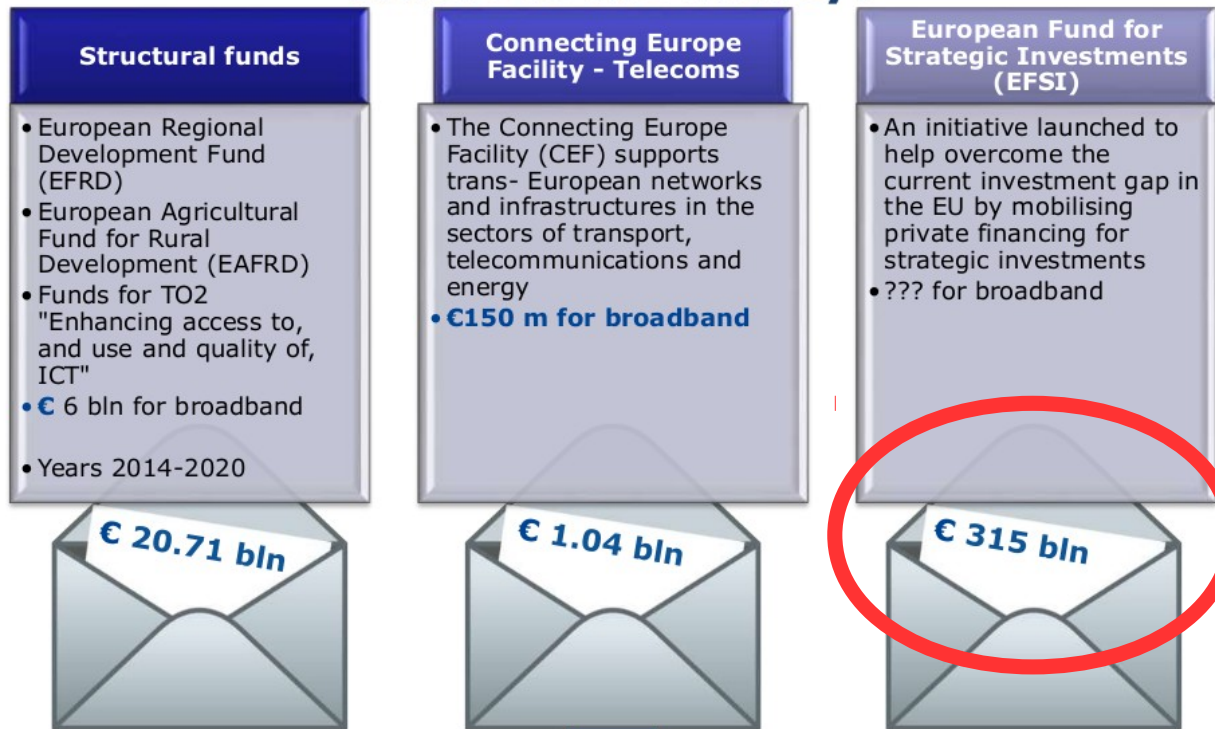 Structural funds
• European Regional
Development Fund
(EFRD)
• European Agricultural
Fund for Rural
Development (EAFRD)
• Funds for TO2
"Enhancing access to,
and use and quality of,
ICT"
• € 6 bln for broadband
• Years 2014-2020
€ 20.71 bln
Connecting Europe
Facility - Telecoms
• The Connecting Europe
Facility (CEF) supports
trans- European networks
and infrastructures in the
sectors of transport,
telecommunications and
energy
• €150 m for broadband
€ 1.04 bln
European Fund for
Strategic Investments
(EFSI)
• An initiative launched to
help overcome the
current investment gap in
the EU by mobilising
private financing for
strategic investments
• ??? for broadband
€ 315 bln